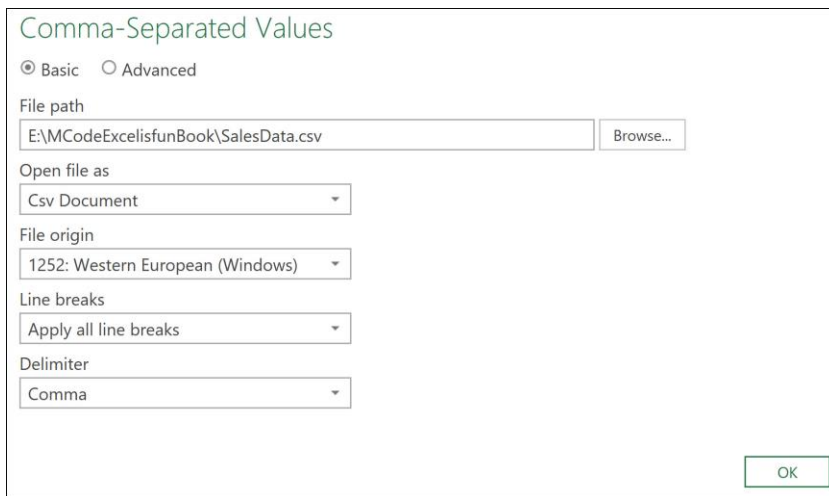 Comma-Separated Values
Basic Advanced
File path
E:\MCodeExcelisfunBook\SalesData.csv Browse...
Open file as
Csv Document
File origin
1252: Western European (Windows)
Line breaks
Apply all line breaks
Delimiter
Comma
OK